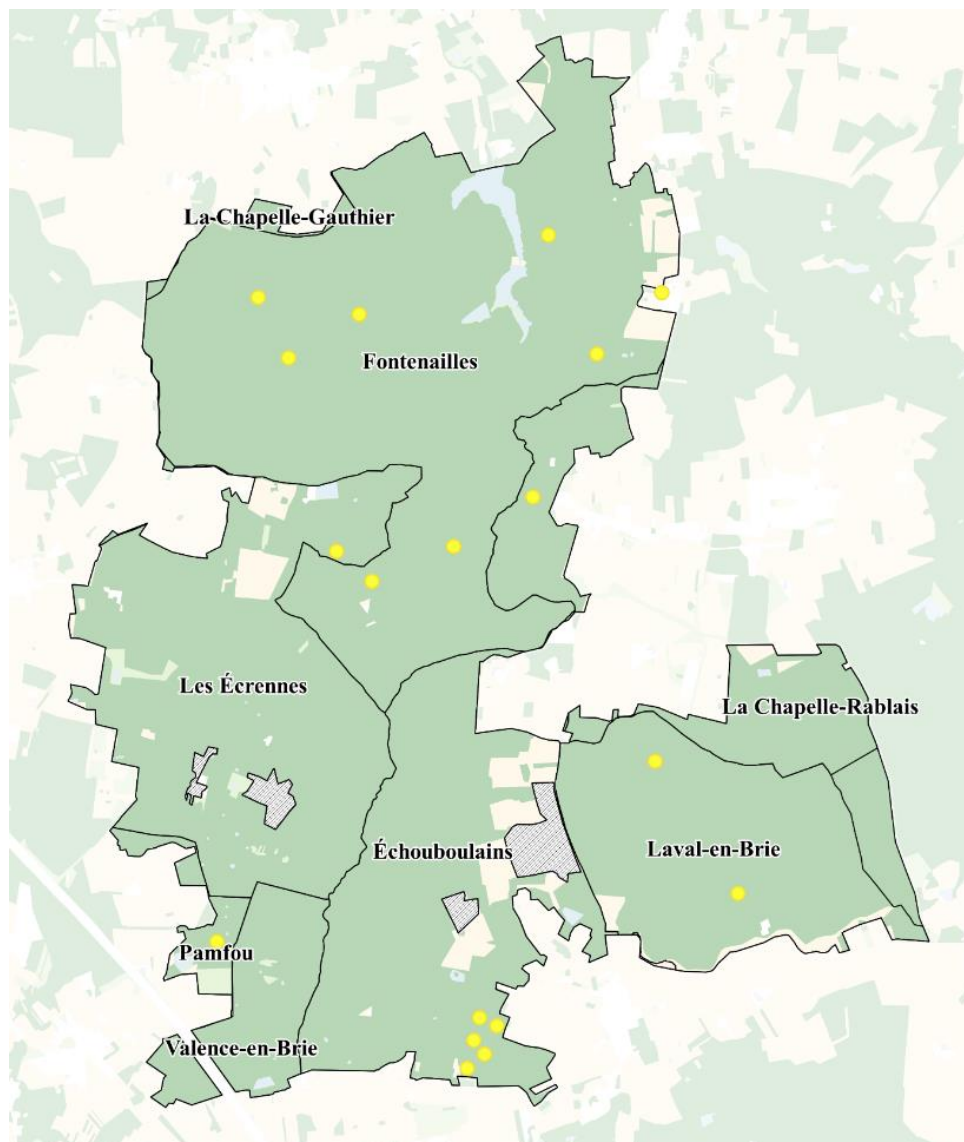 La-Chapelle-Gauthier
Fontenailles
Les Écrennes
La Chapelle-Rablais
Échouboulains
Laval-en-Brie
Pamfou
Valence-en-Brie